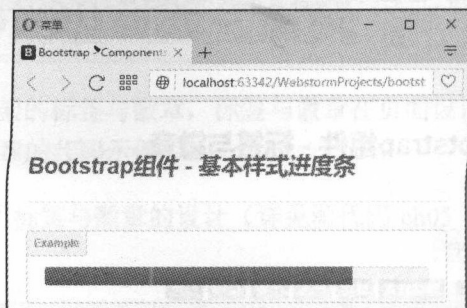 菜单
B Bootstrap Components
localhost:63342/WebstormProjects/bootst
Bootstrap组件 - 基本样式进度条
Example